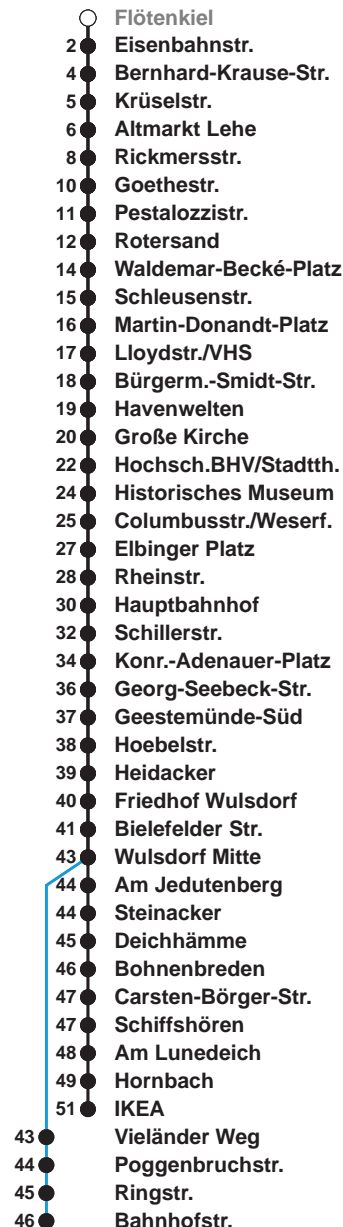 Flötenkiel
2 Eisenbahnstr.
4 Bernhard-Krause-Str.
5 Krüselstr.
6 Altmarkt Lehe
8 Rickmersstr.
10 Goethestr.
11 Pestalozzistr.
12 Rotersand
14 Waldemar-Becké-Platz
15 Schleusenstr.
16 Martin-Donandt-Platz
17 Lloydstr./VHS
18 Bürgerm.-Smidt-Str.
19 Havenwelten
20 Große Kirche
22 Hochsch.BHV/Stadtth.
24 Historisches Museum
25 Columbusstr./Weserf.
27 Elbinger Platz
28 Rheinstr.
30 Hauptbahnhof
32 Schillerstr.
34 Konr.-Adenauer-Platz
36 Georg-Seebeck-Str.
37 Geestemünde-Süd
38 Hoebelstr.
39 Heidacker
40 Friedhof Wulsdorf
41 Bielefelder Str.
43 Wulsdorf Mitte
44 Am Jedutenberg
44 Steinacker
45 Deichhämme
46 Bohnenbreden
47 Carsten-Börger-Str.
47 Schiffshören
48 Am Lunedeich
49 Hornbach
51 IKEA
43 Vieländer Weg
44 Poggenbruchstr.
45 Ringstr.
46 Bahnhofstr.